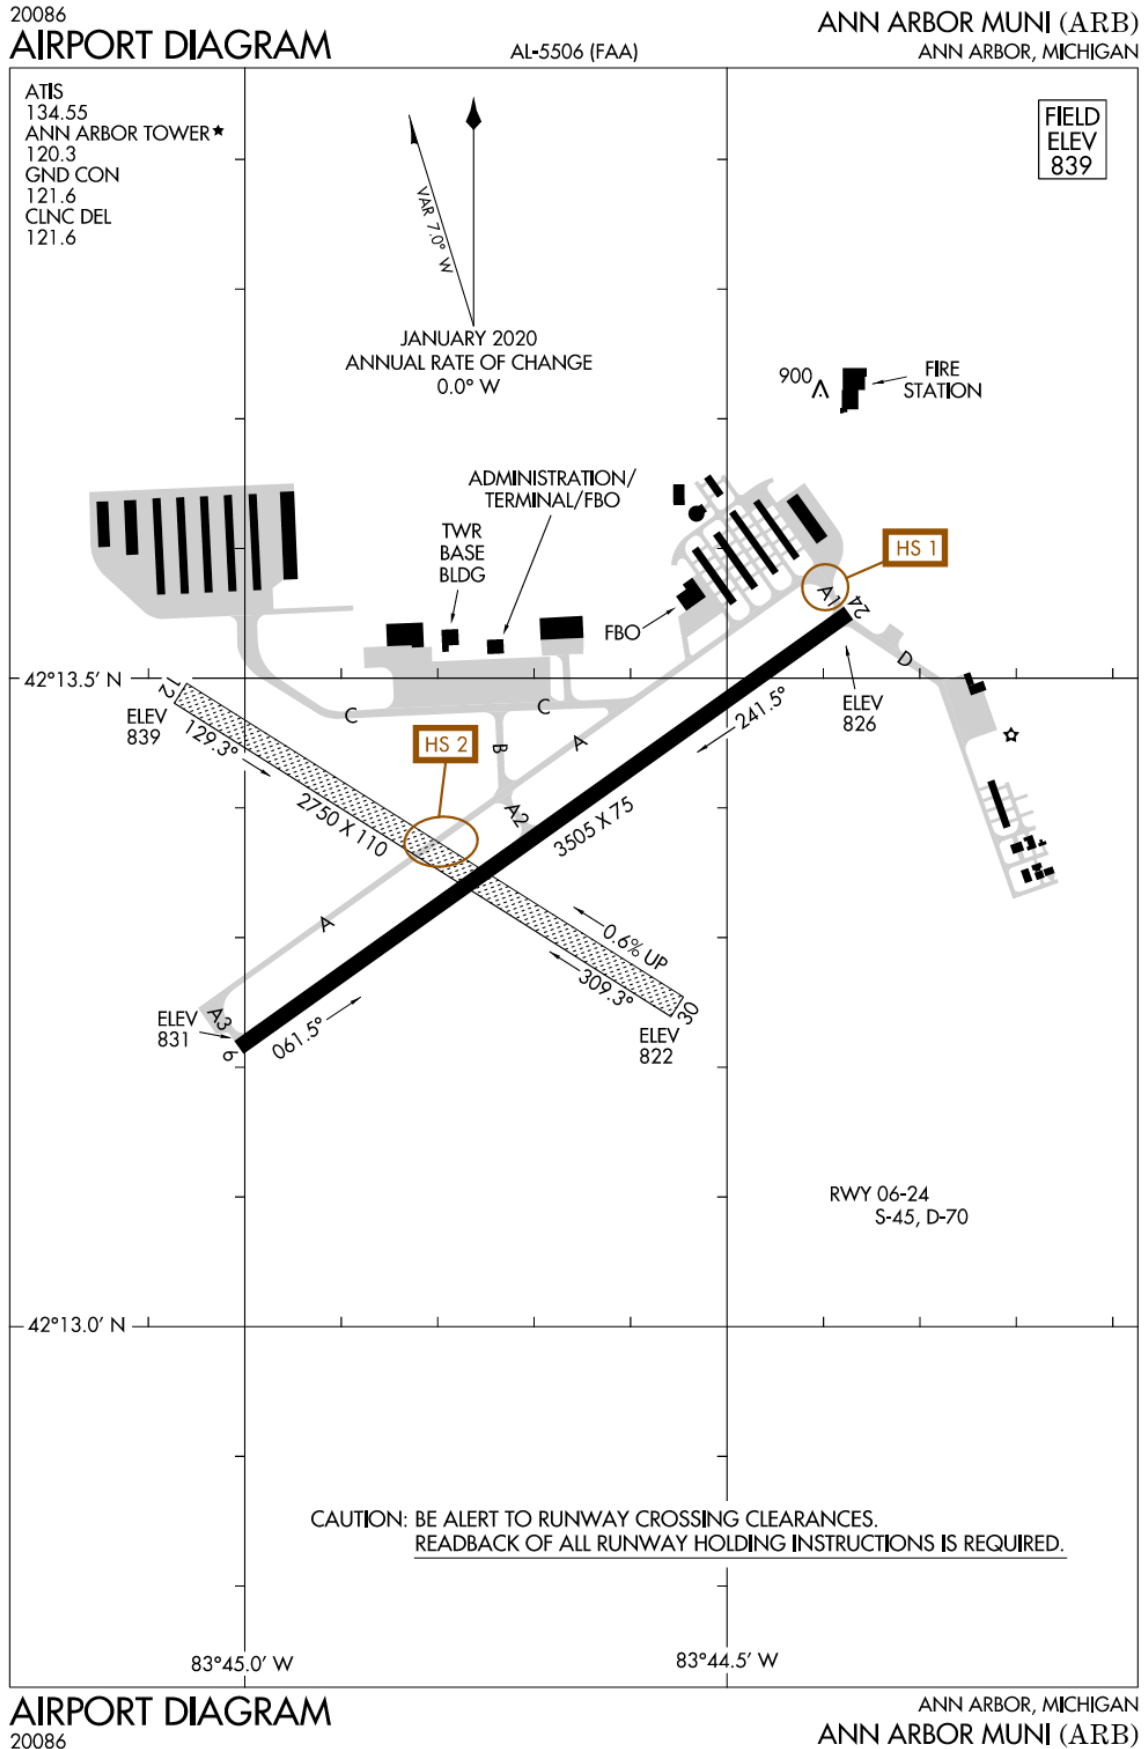 20086
AIRPORT DIAGRAM
AL-5506 (FAA)
ANN ARBOR MUNI (ARB)
ANN ARBOR, MICHIGAN
ATIS
134.55
ANN ARBOR TOWER★
120.3
GND CON
121.6
CLNC DEL
121.6
FIELD
ELEV
839
VAR 7.0° W
JANUARY 2020
ANNUAL RATE OF CHANGE
0.0° W
900
FIRE
STATION
ADMINISTRATION/
TERMINAL/FBO
TWR
BASE
BLDG
HS 1
FBO
A1
24
D
42°13.5' N
12
ELEV
839
129.3°
C
C
HS 2
B
A
241.5°
ELEV
826
2750 X 110
A2
3505 X 75
A
0.6% UP
309.3°
30
ELEV
822
A3
ELEV
831
6
061.5°
RWY 06-24
S-45, D-70
42°13.0' N
CAUTION: BE ALERT TO RUNWAY CROSSING CLEARANCES.
READBACK OF ALL RUNWAY HOLDING INSTRUCTIONS IS REQUIRED.
83°45.0' W
83°44.5' W
AIRPORT DIAGRAM
20086
ANN ARBOR, MICHIGAN
ANN ARBOR MUNI (ARB)